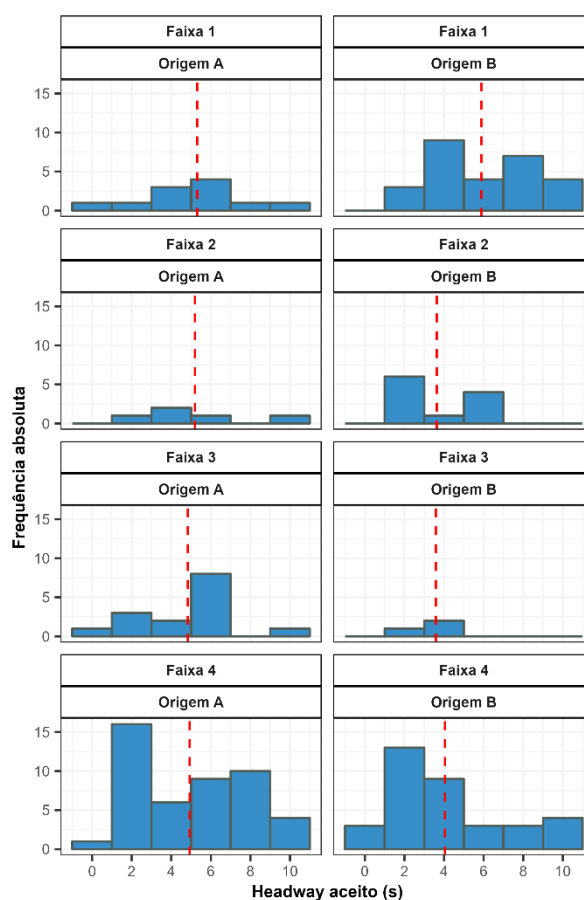 Faixa 1
Faixa 1
Origem A
Origem B
15
10
5
0
Faixa 2
Faixa 2
Origem A
Origem B
15
10
5
0
Faixa 3
Faixa 3
Origem A
Origem B
15
10
5
0
Faixa 4
Faixa 4
Origem A
Origem B
15
10
5
0
Frequência absoluta
0 2 4 6 8 10
0 2 4 6 8 10
Headway aceito (s)